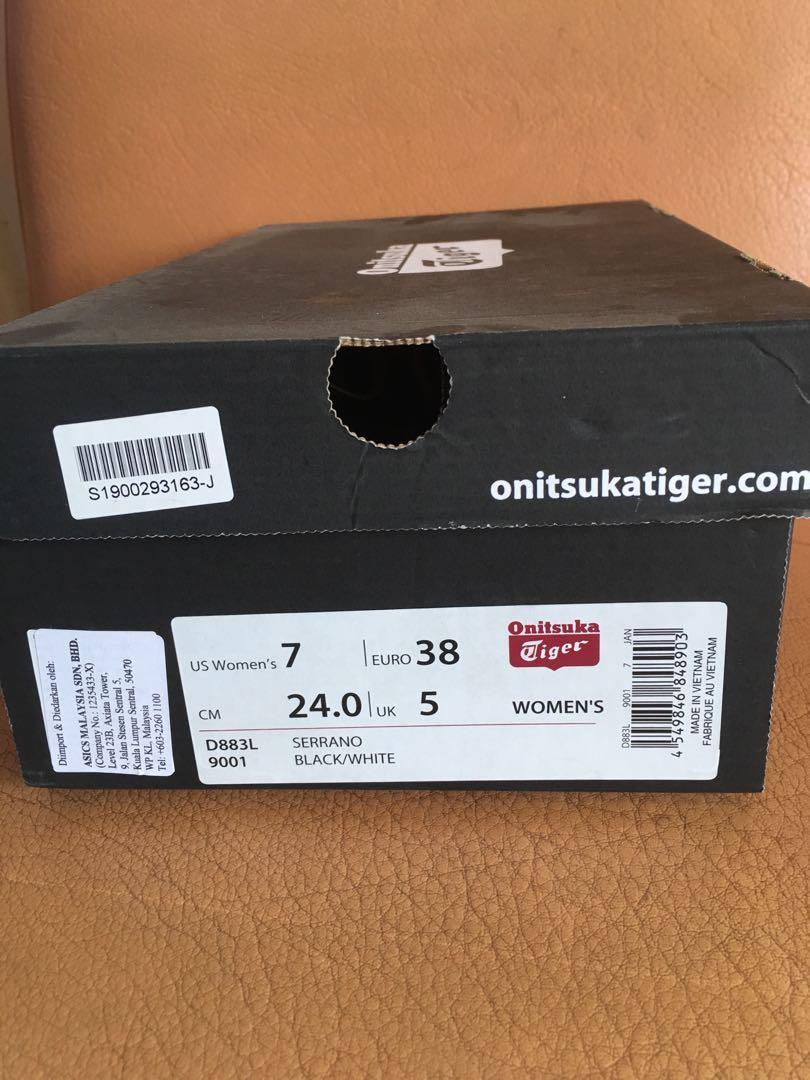 Onitsuka
Tiger
S1900293163-J
onitsukatiger.com
Diimport & Diedarkan oleh:
ASICS MALAYSIA SDN, BHD.
(Company No.: 1235433-X)
Level 23B, Axiata Tower,
9, Jalan Stesen Sentral 5,
Kuala Lumpur Sentral, 50470
WP KL, Malaysia
Tel: +603-2260 1100
US Women's 7 EURO 38
CM 24.0 UK 5 WOMEN'S
D883L SERRANO
9001 BLACK/WHITE
Onitsuka
Tiger
D883L 9001 7 JAN
4 549846 848903
MADE IN VIETNAM
FABRIQUE AU VIETNAM